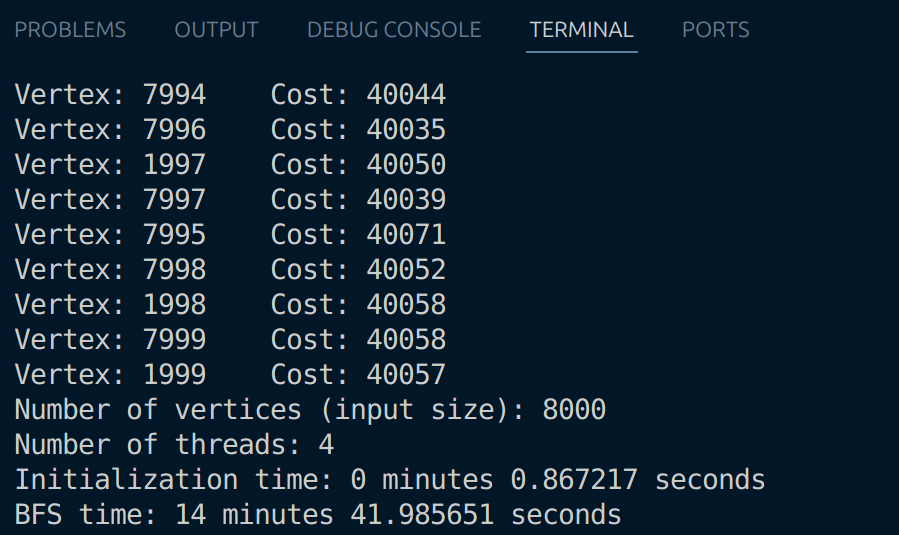 PROBLEMS OUTPUT DEBUG CONSOLE TERMINAL PORTS
Vertex: 7994    Cost: 40044
Vertex: 7996    Cost: 40035
Vertex: 1997    Cost: 40050
Vertex: 7997    Cost: 40039
Vertex: 7995    Cost: 40071
Vertex: 7998    Cost: 40052
Vertex: 1998    Cost: 40058
Vertex: 7999    Cost: 40058
Vertex: 1999    Cost: 40057
Number of vertices (input size): 8000
Number of threads: 4
Initialization time: 0 minutes 0.867217 seconds
BFS time: 14 minutes 41.985651 seconds